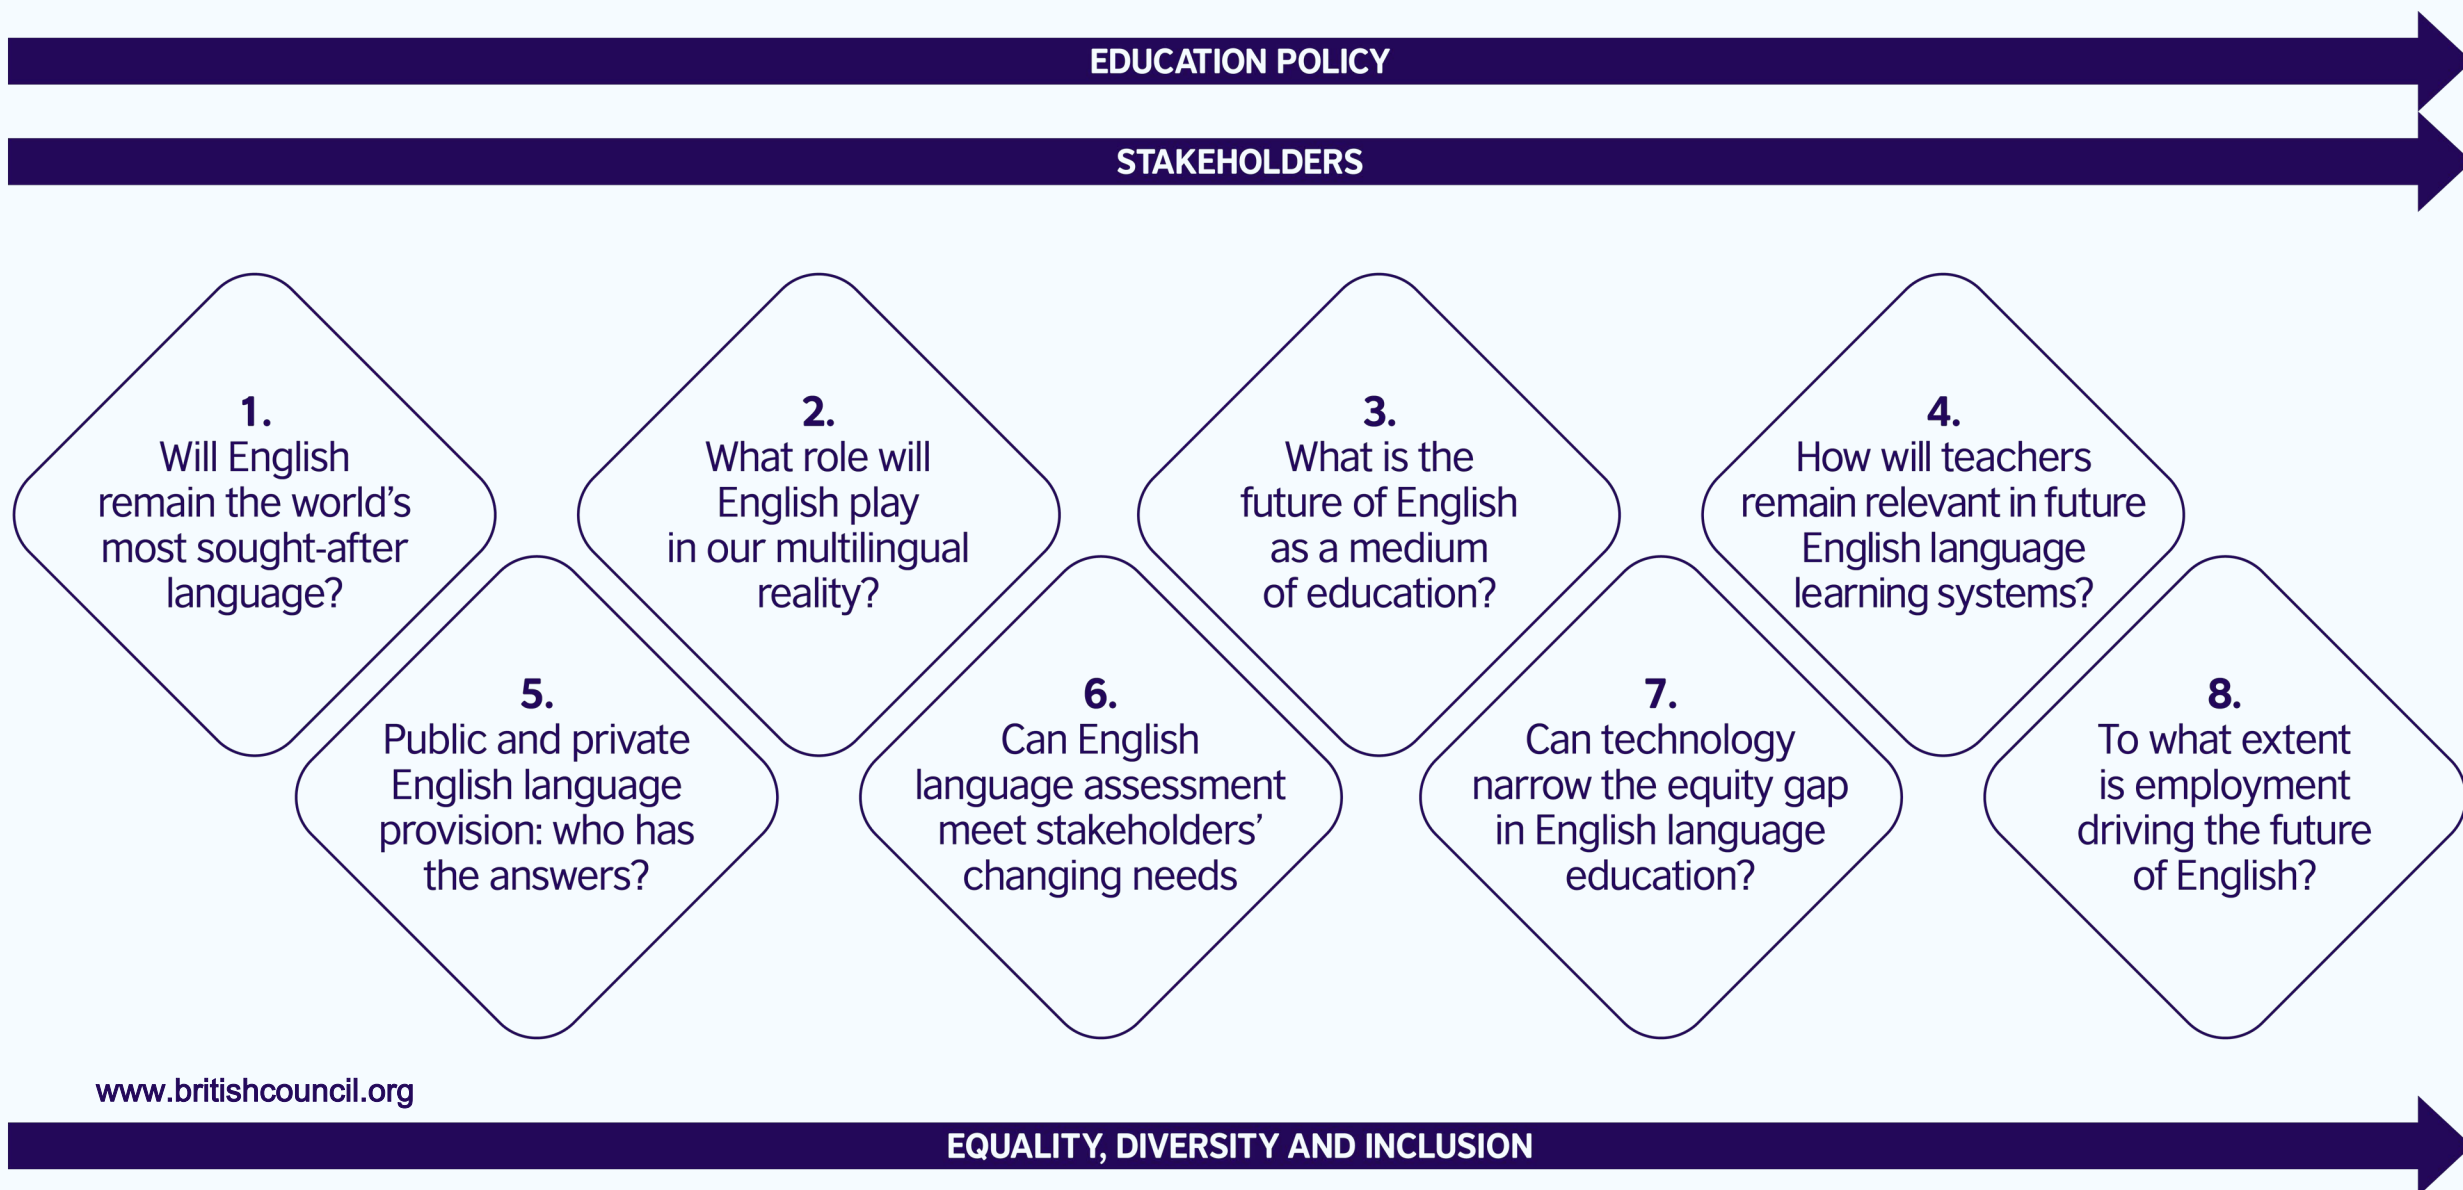 EDUCATION POLICY
STAKEHOLDERS
1.
Will English
remain the world's
most sought-after
language?
2.
What role will
English play
in our multilingual
reality?
3.
What is the
future of English
as a medium
of education?
4.
How will teachers
remain relevant in future
English language
learning systems?
5.
Public and private
English language
provision: who has
the answers?
6.
Can English
language assessment
meet stakeholders'
changing needs
7.
Can technology
narrow the equity gap
in English language
education?
8.
To what extent
is employment
driving the future
of English?
www.britishcouncil.org
EQUALITY, DIVERSITY AND INCLUSION